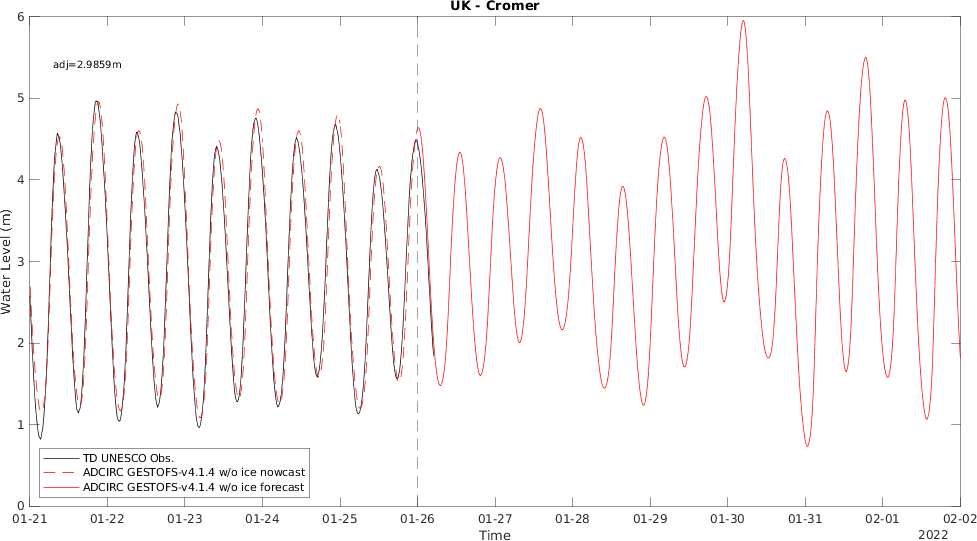 UK - Cromer
adj=2.9859m
6
5
4
3
2
1
0
Water Level (m)
TD UNESCO Obs.
ADCIRC GESTOFS-v4.1.4 w/o ice nowcast
ADCIRC GESTOFS-v4.1.4 w/o ice forecast
01-21 01-22 01-23 01-24 01-25 01-26 01-27 01-28 01-29 01-30 01-31 02-01 02-02
Time
2022